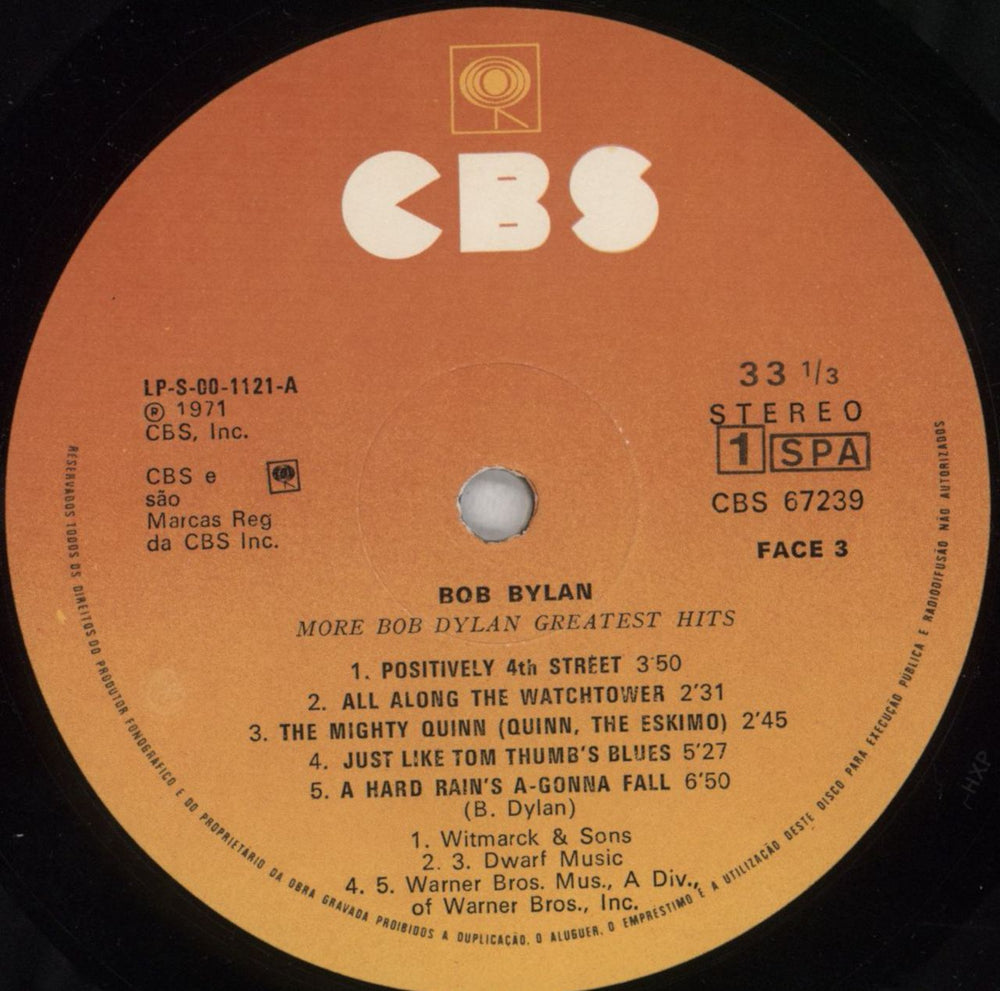 CBS
LP-S-00-1121-A
℗ 1971
CBS, Inc.
CBS e
são
Marcas Reg
da CBS Inc.
33 1/3
STEREO
1 SPA
CBS 67239
FACE 3
BOB BYLAN
MORE BOB DYLAN GREATEST HITS
1. POSITIVELY 4th STREET 3'50
2. ALL ALONG THE WATCHTOWER 2'31
3. THE MIGHTY QUINN (QUINN, THE ESKIMO) 2'45
4. JUST LIKE TOM THUMB'S BLUES 5'27
5. A HARD RAIN'S A-GONNA FALL 6'50
(B. Dylan)
1. Witmarck & Sons
2. 3. Dwarf Music
4. 5. Warner Bros. Mus., A Div.,
of Warner Bros., Inc.
RESERVADOS TODOS OS DIREITOS DO PRODUTOR FONOGRÁFICO E DO PROPRIETÁRIO DA OBRA GRAVADA PROIBIDOS A DUPLICAÇÃO, O ALUGUER, O EMPRÉSTIMO E A UTILIZAÇÃO DESTE DISCO PARA EXECUÇÃO PÚBLICA E RADIODIFUSÃO NÃO AUTORIZADOS